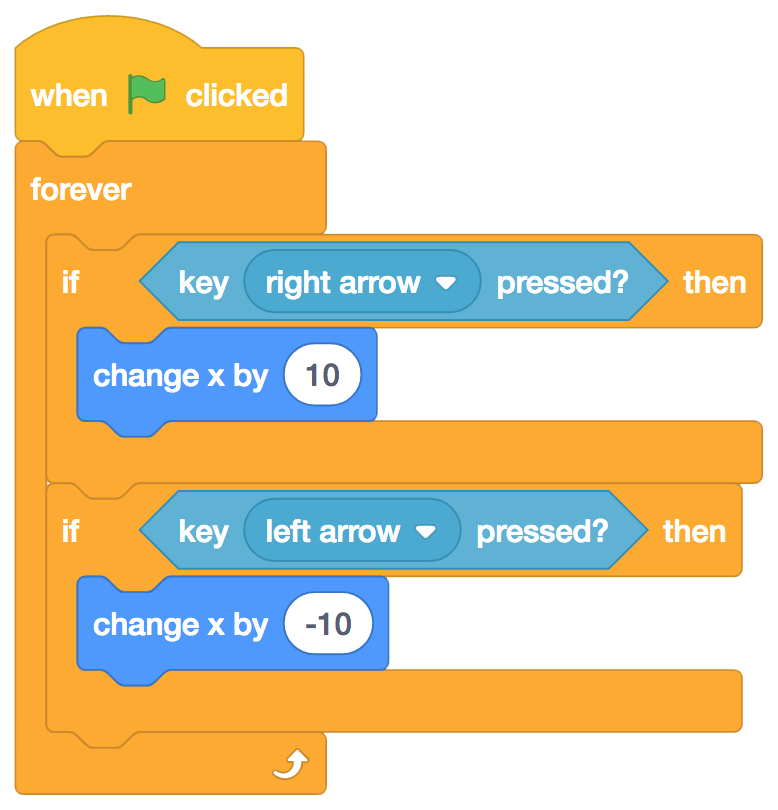 when clicked
forever
if key right arrow pressed? then
change x by 10
if key left arrow pressed? then
change x by -10